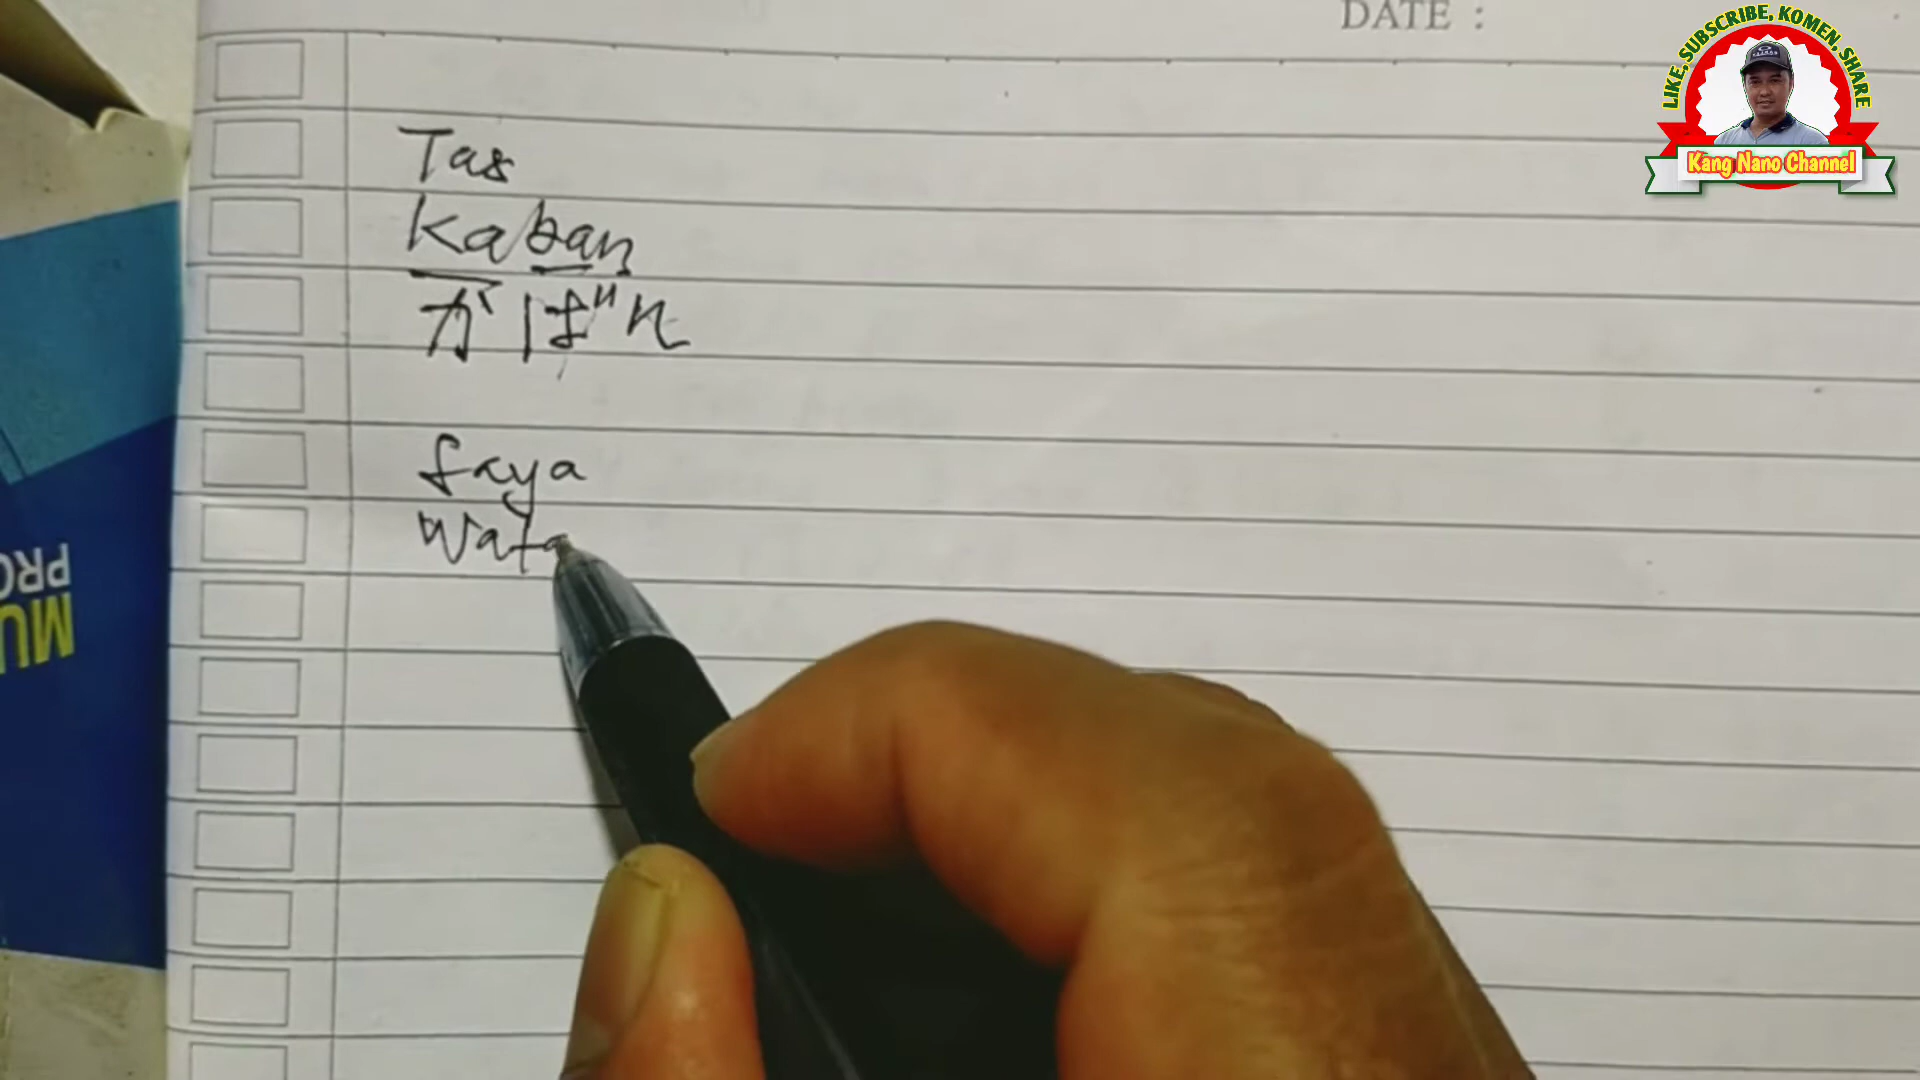 DATE :
LIKE, SUBSCRIBE, KOMEN, SHARE
Kang Nano Channel
Tas
Kaban
かばん
Saya
Wata
PRO
MU